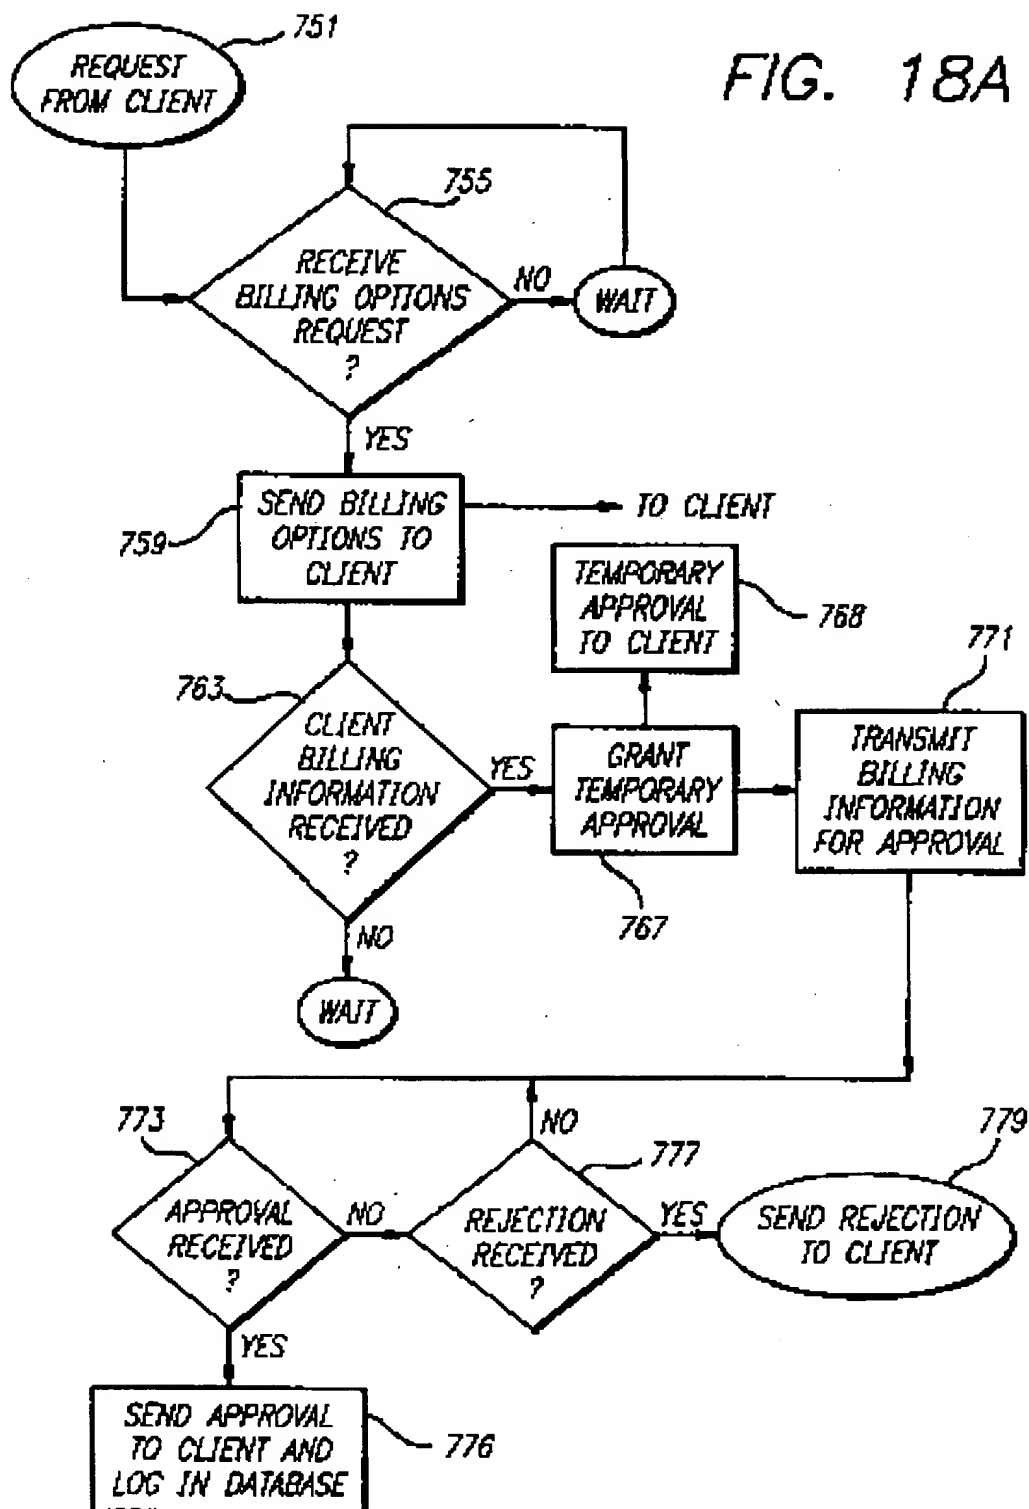 751
REQUEST
FROM CLIENT
FIG. 18A
755
RECEIVE
BILLING OPTIONS
REQUEST
?
NO
WAIT
YES
SEND BILLING
OPTIONS TO
CLIENT
TO CLIENT
759
TEMPORARY
APPROVAL
TO CLIENT
768
771
763
CLIENT
BILLING
INFORMATION
RECEIVED
?
YES
GRANT
TEMPORARY
APPROVAL
TRANSMIT
BILLING
INFORMATION
FOR APPROVAL
767
NO
WAIT
773
NO
777
779
APPROVAL
RECEIVED
?
NO
REJECTION
RECEIVED
?
YES
SEND REJECTION
TO CLIENT
YES
SEND APPROVAL
TO CLIENT AND
LOG IN DATABASE
776